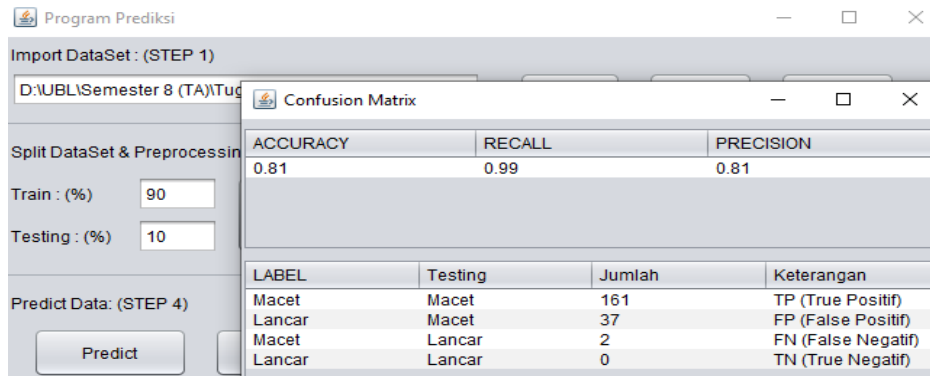 Program Prediksi
Import DataSet : (STEP 1)
D:\UBL\Semester 8 (TA)\Tug
Confusion Matrix
ACCURACY RECALL PRECISION
0.81 0.99 0.81
Split DataSet & Preprocessin
Train : (%) 90
Testing : (%) 10
LABEL Testing Jumlah Keterangan
Macet Macet 161 TP (True Positif)
Lancar Macet 37 FP (False Positif)
Macet Lancar 2 FN (False Negatif)
Lancar Lancar 0 TN (True Negatif)
Predict Data: (STEP 4)
Predict